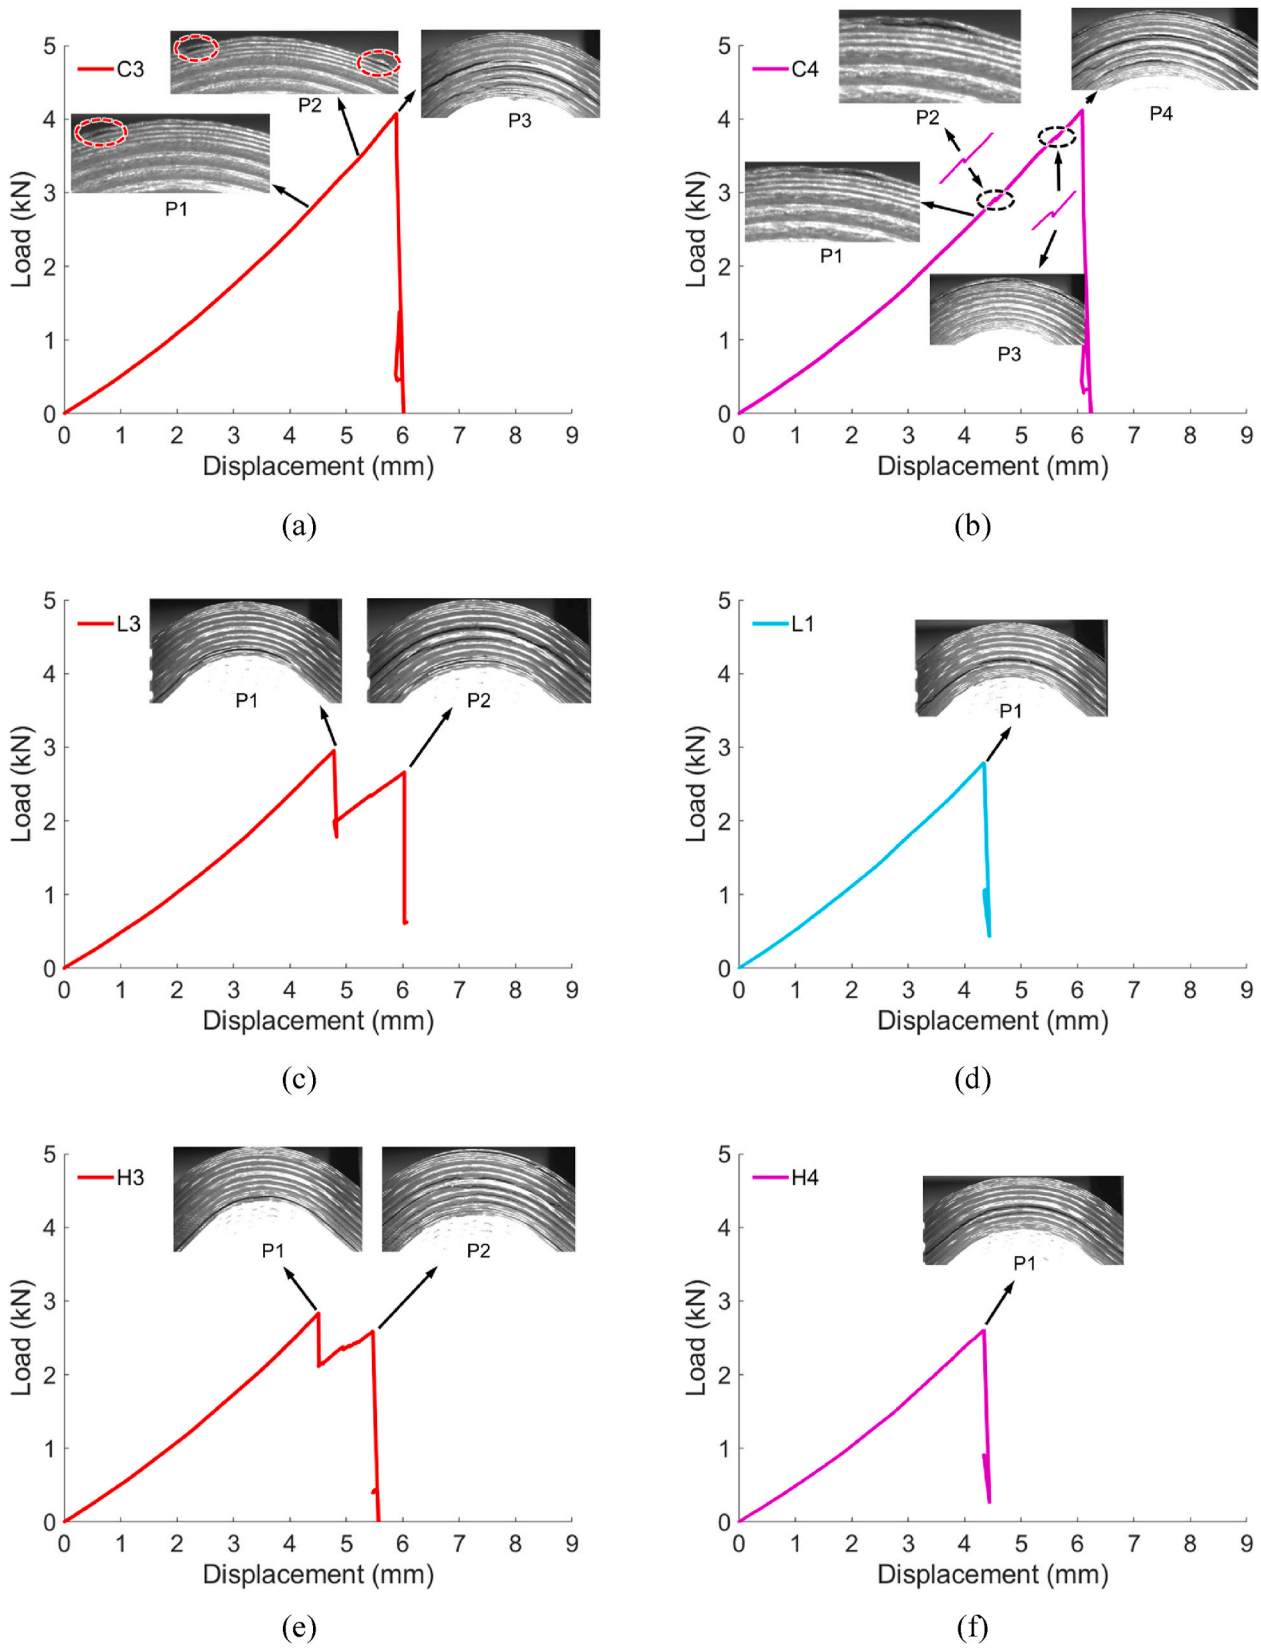 5
4
3
2
1
0
Load (kN)
C3
P1
P2
P3
0 1 2 3 4 5 6 7 8 9
Displacement (mm)
(a)
5
4
3
2
1
0
Load (kN)
C4
P2
P1
P3
P4
0 1 2 3 4 5 6 7 8 9
Displacement (mm)
(b)
5
4
3
2
1
0
Load (kN)
L3
P1
P2
0 1 2 3 4 5 6 7 8 9
Displacement (mm)
(c)
5
4
3
2
1
0
Load (kN)
L1
P1
0 1 2 3 4 5 6 7 8 9
Displacement (mm)
(d)
5
4
3
2
1
0
Load (kN)
H3
P1
P2
0 1 2 3 4 5 6 7 8 9
Displacement (mm)
(e)
5
4
3
2
1
0
Load (kN)
H4
P1
0 1 2 3 4 5 6 7 8 9
Displacement (mm)
(f)